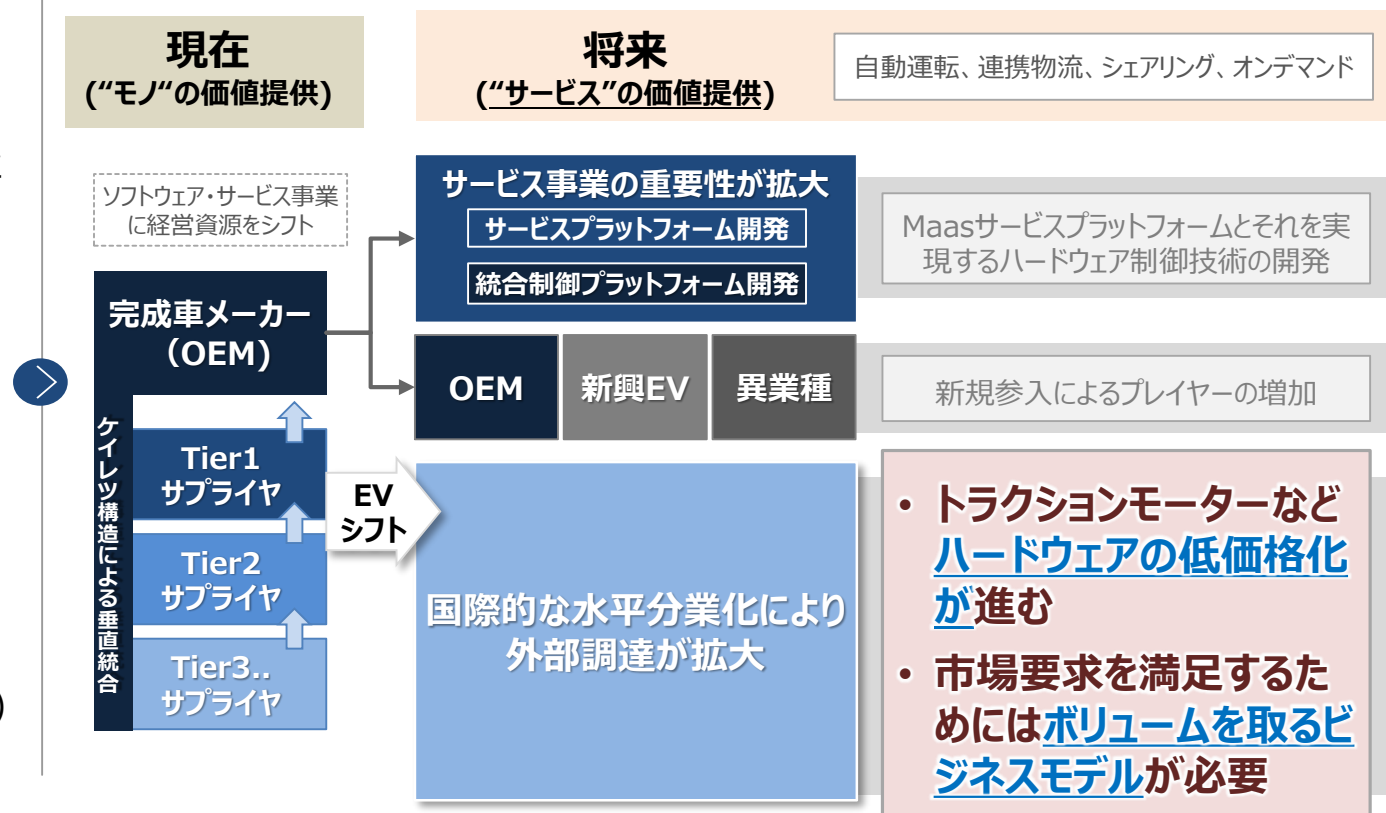 現在
(“モノ“の価値提供)
将来
(“サービス”の価値提供)
自動運転、連携物流、シェアリング、オンデマンド
ソフトウェア・サービス事業
に経営資源をシフト
サービス事業の重要性が拡大
サービスプラットフォーム開発
統合制御プラットフォーム開発
Maasサービスプラットフォームとそれを実
現するハードウェア制御技術の開発
完成車メーカー
（OEM)
OEM
新興EV
異業種
新規参入によるプレイヤーの増加
ケイレツ構造による垂直統合
Tier1
サプライヤ
Tier2
サプライヤ
Tier3..
サプライヤ
EV
シフト
国際的な水平分業化により
外部調達が拡大
• トラクションモーターなど
ハードウェアの低価格化
が進む
• 市場要求を満足するた
めにはボリュームを取るビ
ジネスモデルが必要
)